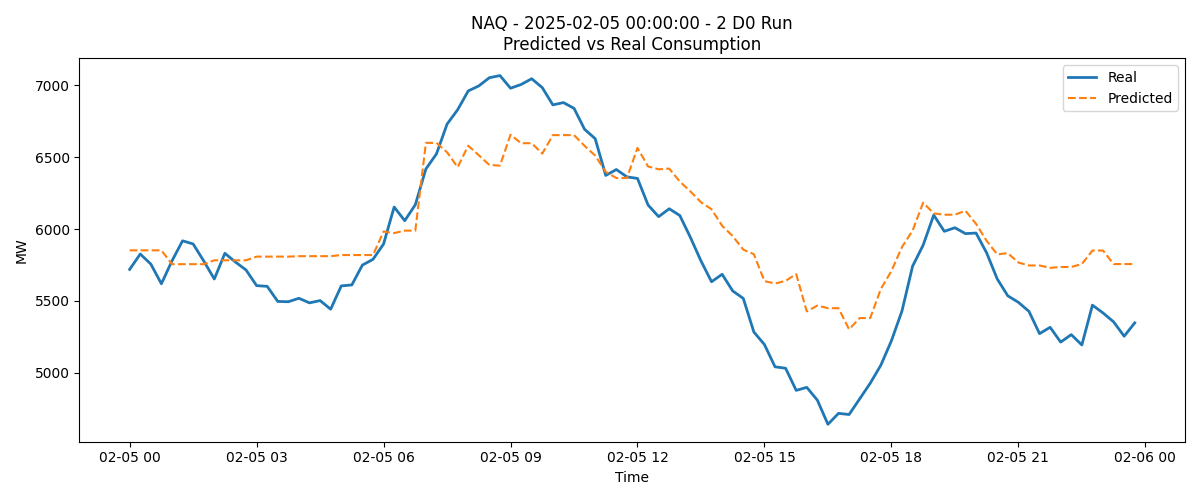 NAQ - 2025-02-05 00:00:00 - 2 D0 Run
Predicted vs Real Consumption
Real
Predicted
MW
7000
6500
6000
5500
5000
02-05 00
02-05 03
02-05 06
02-05 09
02-05 12
02-05 15
02-05 18
02-05 21
02-06 00
Time